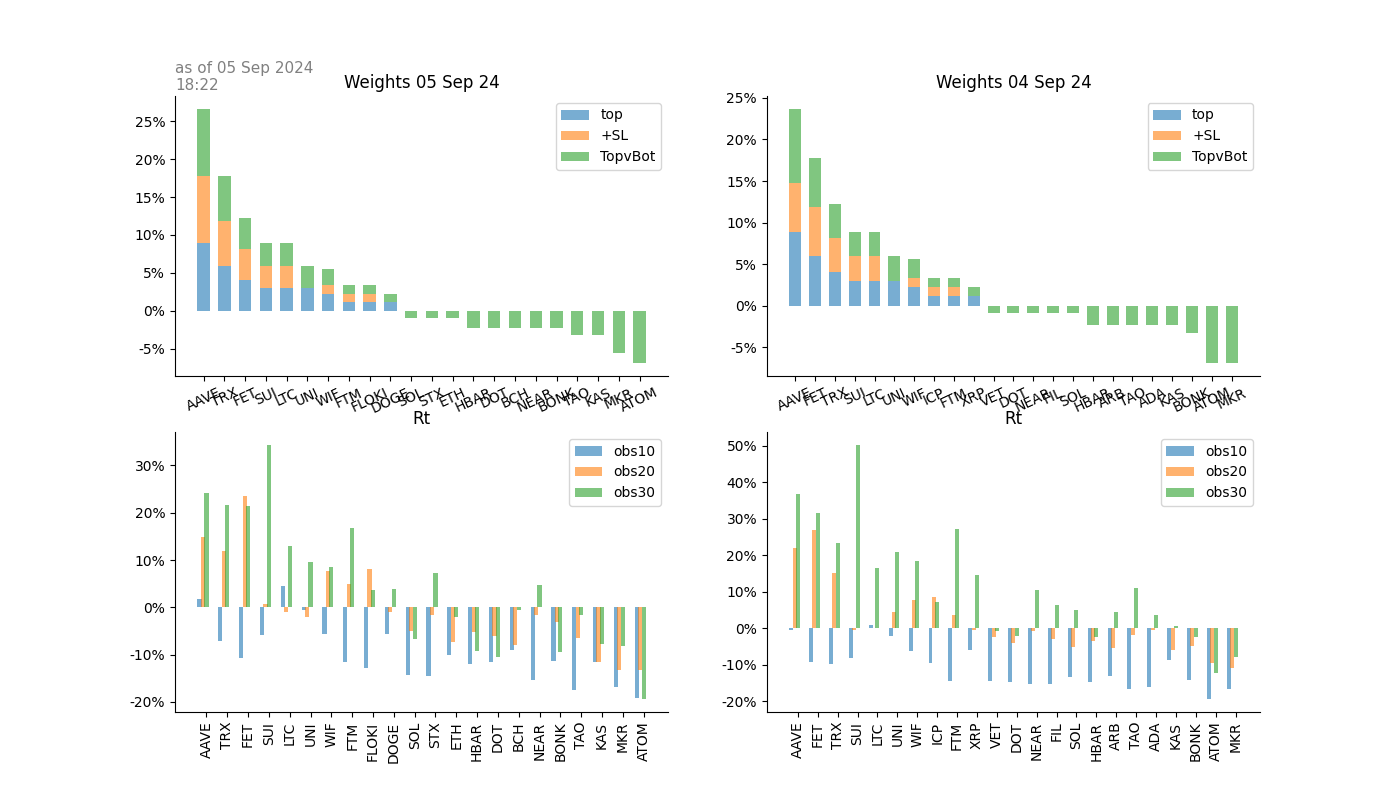 as of 05 Sep 2024
18:22
Weights 05 Sep 24
25%
20%
15%
10%
5%
0%
-5%
top
+SL
TopvBot
AAVE TRX FET SUI LTC UNI WIF FTM FLOKI DOGE SOL STX ETH HBAR DOT BCH NEAR BONK TAO KAS MKR ATOM
Weights 04 Sep 24
25%
20%
15%
10%
5%
0%
-5%
top
+SL
TopvBot
AAVE FET TRX SUI LTC UNI WIF ICP FTM XRP VET DOT NEAR FIL SOL HBAR ARB TAO ADA KAS BONK ATOM MKR
Rt
30%
20%
10%
0%
-10%
-20%
obs10
obs20
obs30
AAVE TRX FET SUI LTC UNI WIF FTM FLOKI DOGE SOL STX ETH HBAR DOT BCH NEAR BONK TAO KAS MKR ATOM
Rt
50%
40%
30%
20%
10%
0%
-10%
-20%
obs10
obs20
obs30
AAVE FET TRX SUI LTC UNI WIF ICP FTM XRP VET DOT NEAR FIL SOL HBAR ARB TAO ADA KAS BONK ATOM MKR